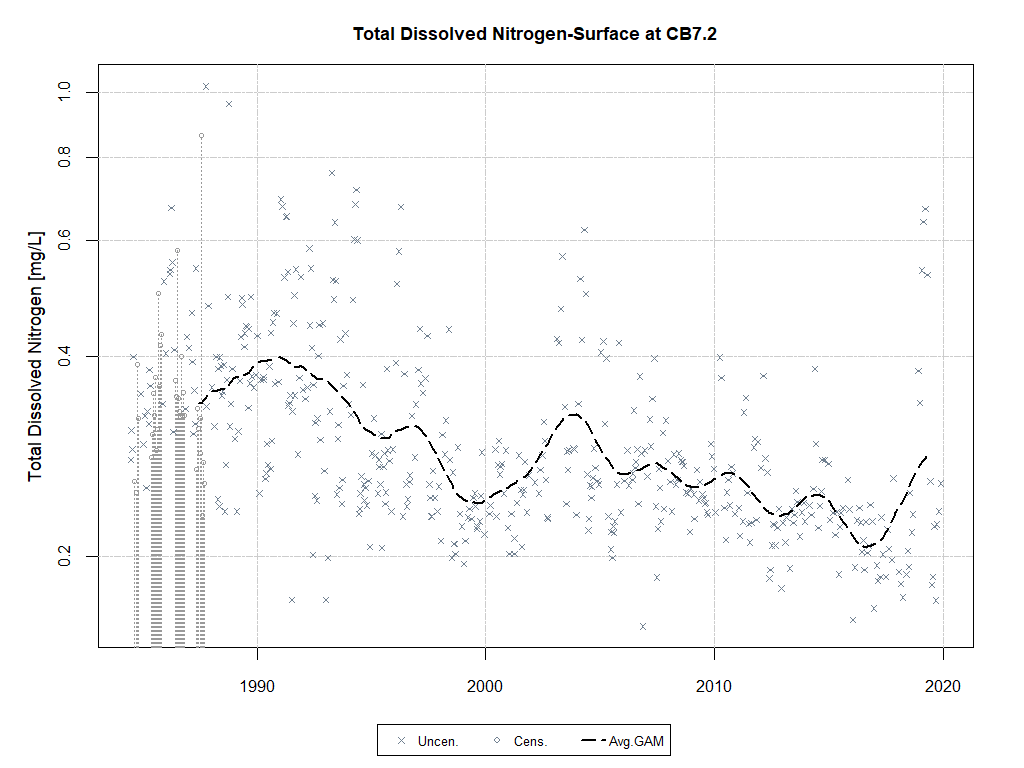 Total Dissolved Nitrogen-Surface at CB7.2
Total Dissolved Nitrogen [mg/L]
1.0
0.8
0.6
0.4
0.2
1990 2000 2010 2020
Uncen. Cens. Avg.GAM